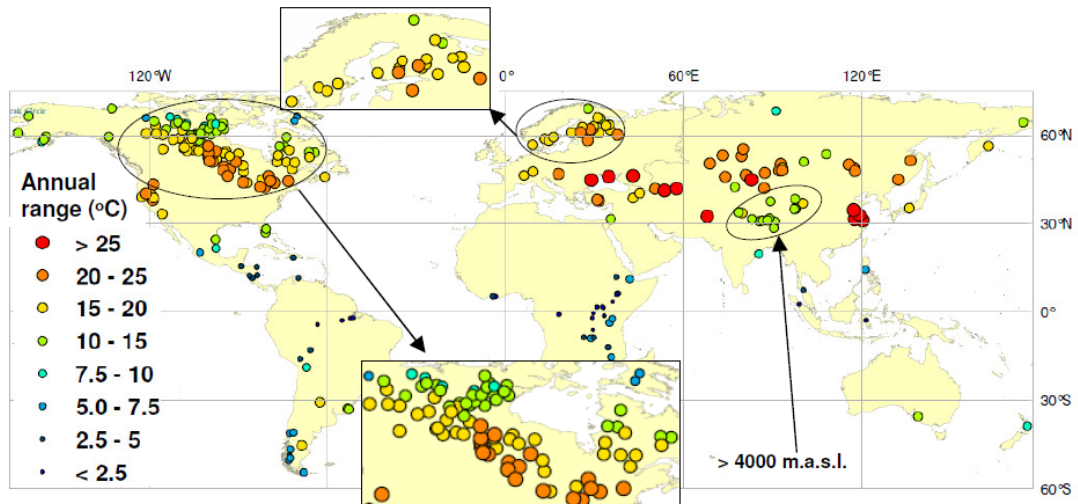 120°W 0° 60°E 120°E
60°N
30°N
0°
30°S
60°S
Annual
range (°C)
> 25
20 - 25
15 - 20
10 - 15
7.5 - 10
5.0 - 7.5
2.5 - 5
< 2.5
> 4000 m.a.s.l.